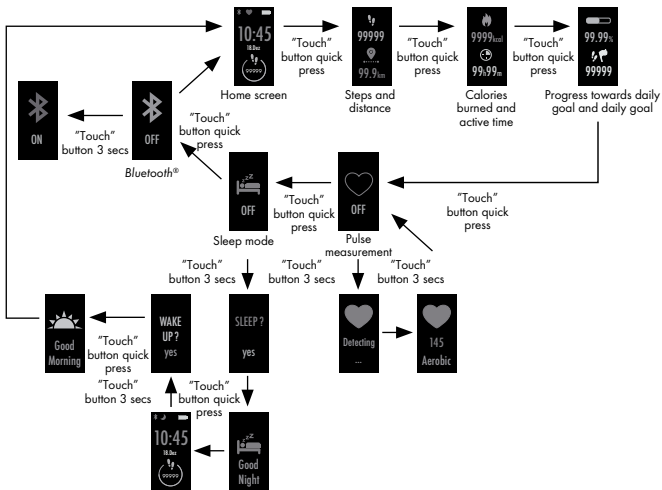 10:45
18.Dez
99999
Home screen
"Touch"
button quick
press
99999
99.9km
Steps and
distance
"Touch"
button quick
press
9999kcal
99h99m
Calories
burned and
active time
"Touch"
button quick
press
99.99%
99999
Progress towards daily
goal and daily goal
ON
"Touch"
button 3 secs
OFF
Bluetooth®
"Touch"
button quick
press
OFF
Sleep mode
"Touch"
button quick
press
OFF
Pulse
measurement
"Touch"
button quick
press
"Touch"
button 3 secs
"Touch"
button 3 secs
"Touch"
button 3 secs
Good
Morning
WAKE
UP?
yes
SLEEP?
yes
Detecting
...
145
Aerobic
"Touch"
button quick
press
"Touch"
button 3 secs
"Touch"
button quick
press
10:45
18.Dez
99999
Good
Night